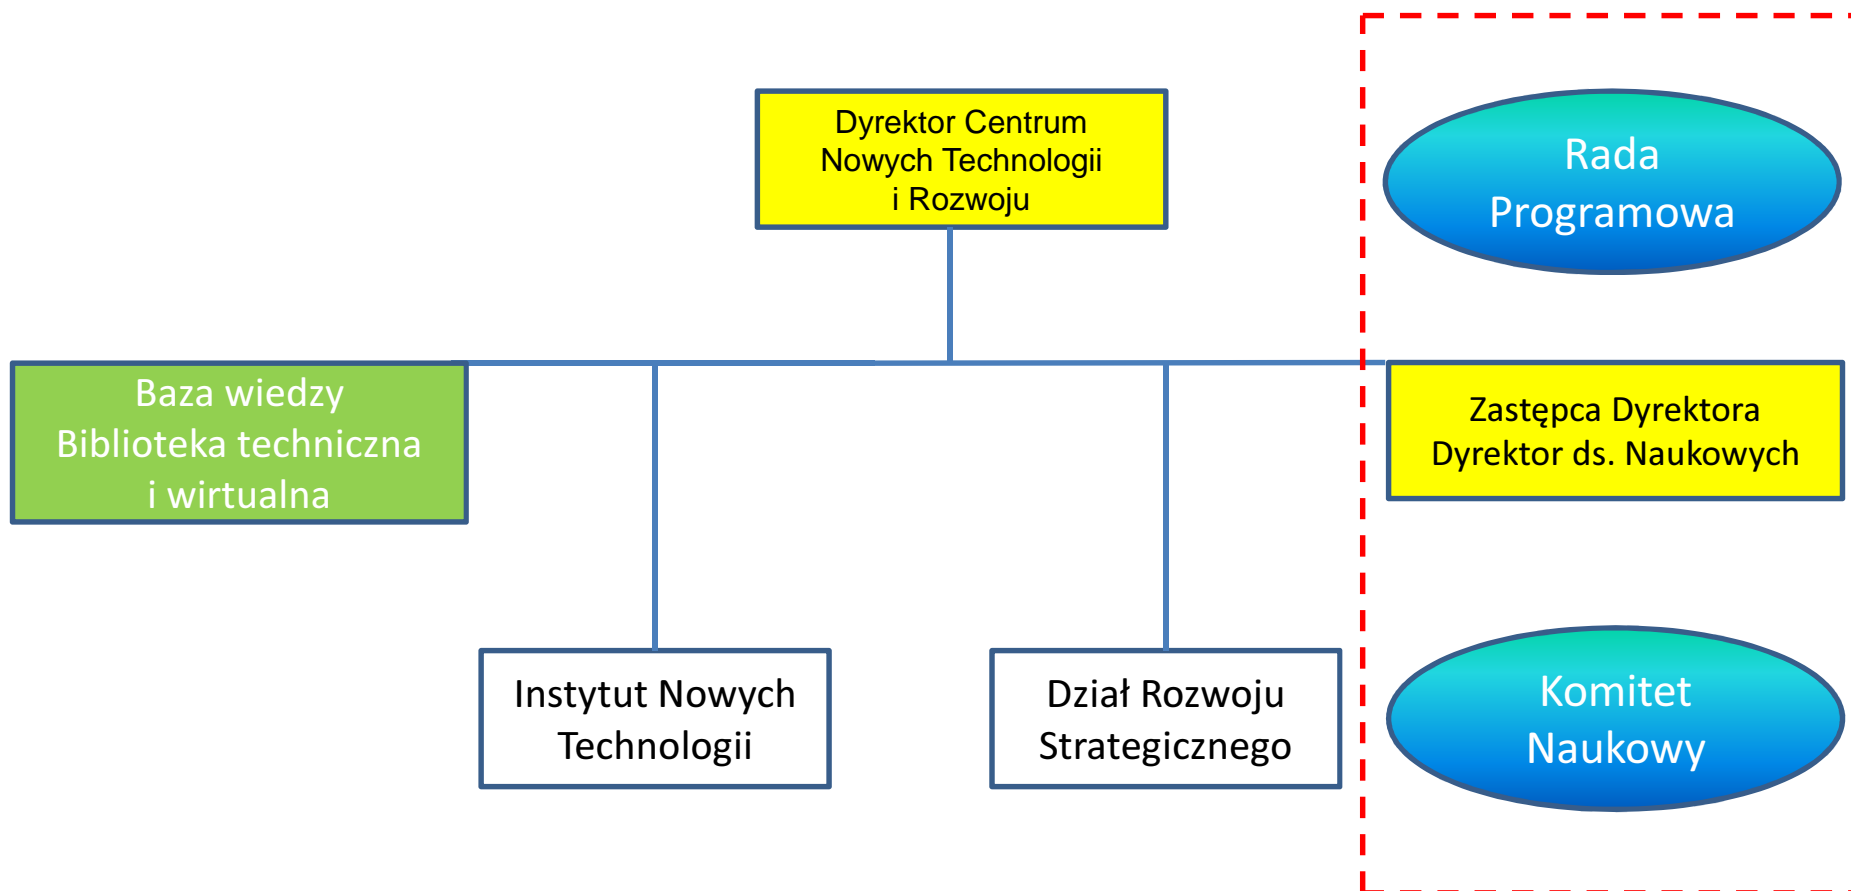 Dyrektor Centrum
Nowych Technologii
i Rozwoju
Rada
Programowa
Baza wiedzy
Biblioteka techniczna
i wirtualna
Zastępca Dyrektora
Dyrektor ds. Naukowych
Instytut Nowych
Technologii
Dział Rozwoju
Strategicznego
Komitet
Naukowy